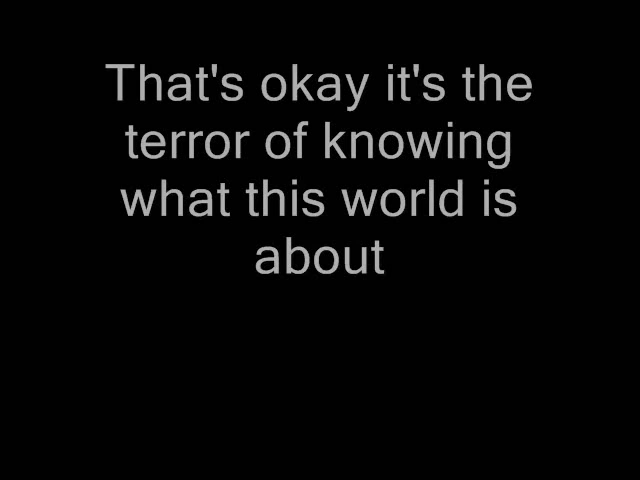 That's okay it's the
terror of knowing
what this world is
about